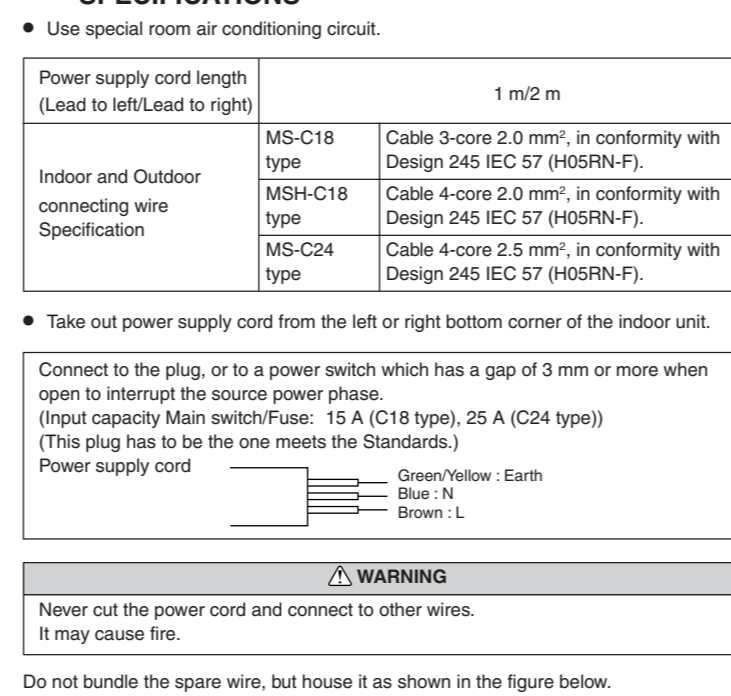 SPECIFICATIONS
● Use special room air conditioning circuit.
Power supply cord length
(Lead to left/Lead to right)
1 m/2 m
Indoor and Outdoor
connecting wire
Specification
MS-C18
type
Cable 3-core 2.0 mm², in conformity with
Design 245 IEC 57 (H05RN-F).
MSH-C18
type
Cable 4-core 2.0 mm², in conformity with
Design 245 IEC 57 (H05RN-F).
MS-C24
type
Cable 4-core 2.5 mm², in conformity with
Design 245 IEC 57 (H05RN-F).
● Take out power supply cord from the left or right bottom corner of the indoor unit.
Connect to the plug, or to a power switch which has a gap of 3 mm or more when
open to interrupt the source power phase.
(Input capacity Main switch/Fuse: 15 A (C18 type), 25 A (C24 type))
(This plug has to be the one meets the Standards.)
Power supply cord
Green/Yellow : Earth
Blue : N
Brown : L
⚠ WARNING
Never cut the power cord and connect to other wires.
It may cause fire.
Do not bundle the spare wire, but house it as shown in the figure below.